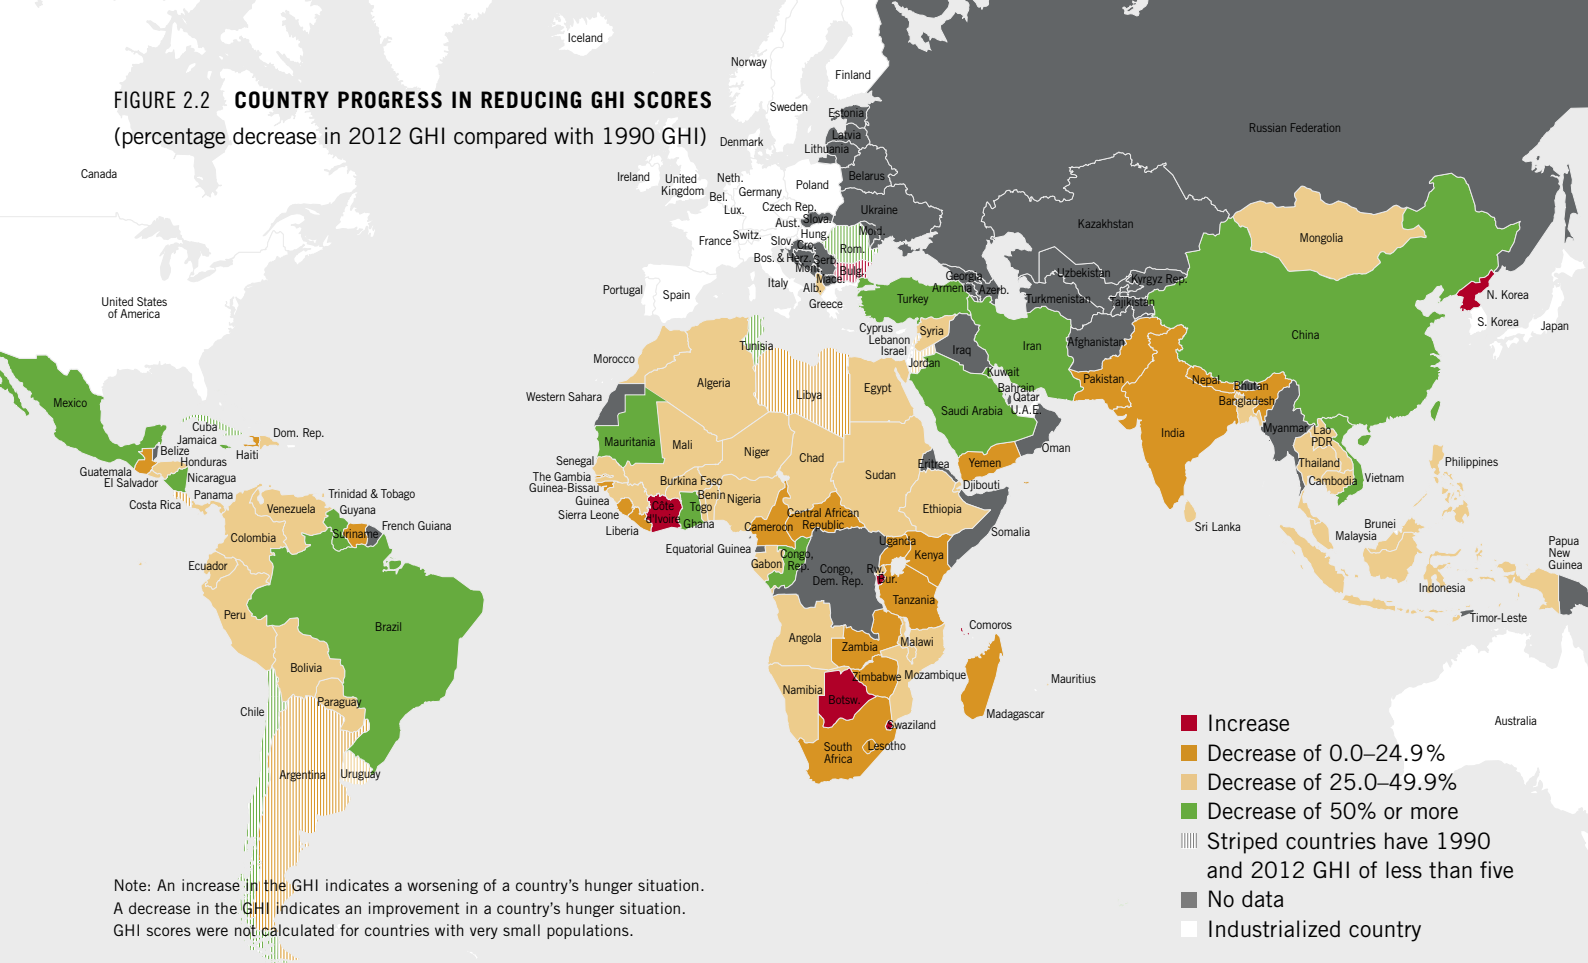 FIGURE 2.2 COUNTRY PROGRESS IN REDUCING GHI SCORES
(percentage decrease in 2012 GHI compared with 1990 GHI)
Iceland
Norway
Finland
Sweden
Estonia
Latvia
Lithuania
Denmark
Russian Federation
Canada
Ireland
United
Kingdom
Neth.
Bel.
Lux.
Germany
Poland
Belarus
Czech Rep.
Slova.
Ukraine
Aust.
France
Switz.
Slov.
Hung.
Cro.
Mold.
Rom.
Bos. & Herz.
Serb.
Mont.
Bulg.
Mace.
Alb.
Italy
Greece
Portugal
Spain
Kazakhstan
Mongolia
Georgia
Armenia
Azerb.
Uzbekistan
Kyrgyz Rep.
Turkmenistan
Tajikistan
Turkey
N. Korea
S. Korea
Japan
China
United States
of America
Cyprus
Lebanon
Israel
Syria
Jordan
Iraq
Iran
Afghanistan
Kuwait
Bahrain
Qatar
U.A.E.
Saudi Arabia
Oman
Yemen
Pakistan
Nepal
Bhutan
Bangladesh
India
Myanmar
Lao
PDR
Thailand
Cambodia
Vietnam
Philippines
Sri Lanka
Brunei
Malaysia
Indonesia
Timor-Leste
Papua
New
Guinea
Australia
Mexico
Cuba
Jamaica
Belize
Honduras
Haiti
Dom. Rep.
Guatemala
El Salvador
Nicaragua
Costa Rica
Panama
Trinidad & Tobago
Venezuela
Guyana
Suriname
French Guiana
Colombia
Ecuador
Peru
Brazil
Bolivia
Paraguay
Chile
Argentina
Uruguay
Tunisia
Morocco
Algeria
Libya
Egypt
Western Sahara
Mauritania
Mali
Niger
Chad
Sudan
Eritrea
Djibouti
Senegal
The Gambia
Guinea-Bissau
Guinea
Sierra Leone
Liberia
Côte
d'Ivoire
Burkina Faso
Benin
Togo
Ghana
Nigeria
Cameroon
Central African
Republic
Ethiopia
Somalia
Equatorial Guinea
Gabon
Congo,
Rep.
Congo,
Dem. Rep.
Uganda
Kenya
Rw.
Bur.
Tanzania
Comoros
Angola
Zambia
Malawi
Zimbabwe
Mozambique
Mauritius
Madagascar
Namibia
Botsw.
Swaziland
Lesotho
South
Africa
Increase
Decrease of 0.0–24.9%
Decrease of 25.0–49.9%
Decrease of 50% or more
Striped countries have 1990
and 2012 GHI of less than five
No data
Industrialized country
Note: An increase in the GHI indicates a worsening of a country's hunger situation.
A decrease in the GHI indicates an improvement in a country's hunger situation.
GHI scores were not calculated for countries with very small populations.